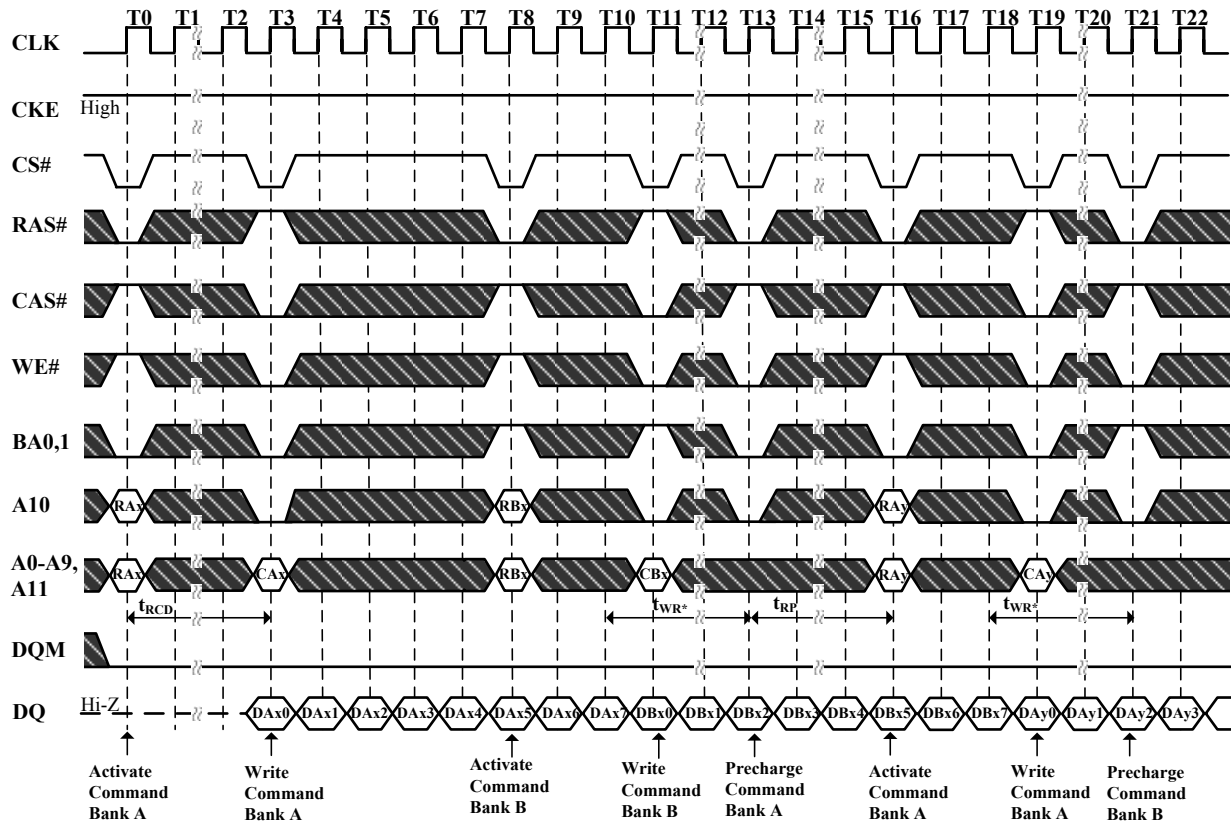 T0 T1 T2 T3 T4 T5 T6 T7 T8 T9 T10 T11 T12 T13 T14 T15 T16 T17 T18 T19 T20 T21 T22
CLK
CKE High
CS#
RAS#
CAS#
WE#
BA0,1
A10 RAx RBx RAy
A0-A9,
A11
RAx CAx RBx CBx RAy CAy
tRCD tWR* tRP tWR*
DQM
DQ Hi-Z DAx0 DAx1 DAx2 DAx3 DAx4 DAx5 DAx6 DAx7 DBx0 DBx1 DBx2 DBx3 DBx4 DBx5 DBx6 DBx7 DAy0 DAy1 DAy2 DAy3
Activate
Command
Bank A
Write
Command
Bank A
Activate
Command
Bank B
Write
Command
Bank B
Precharge
Command
Bank A
Activate
Command
Bank A
Write
Command
Bank A
Precharge
Command
Bank B